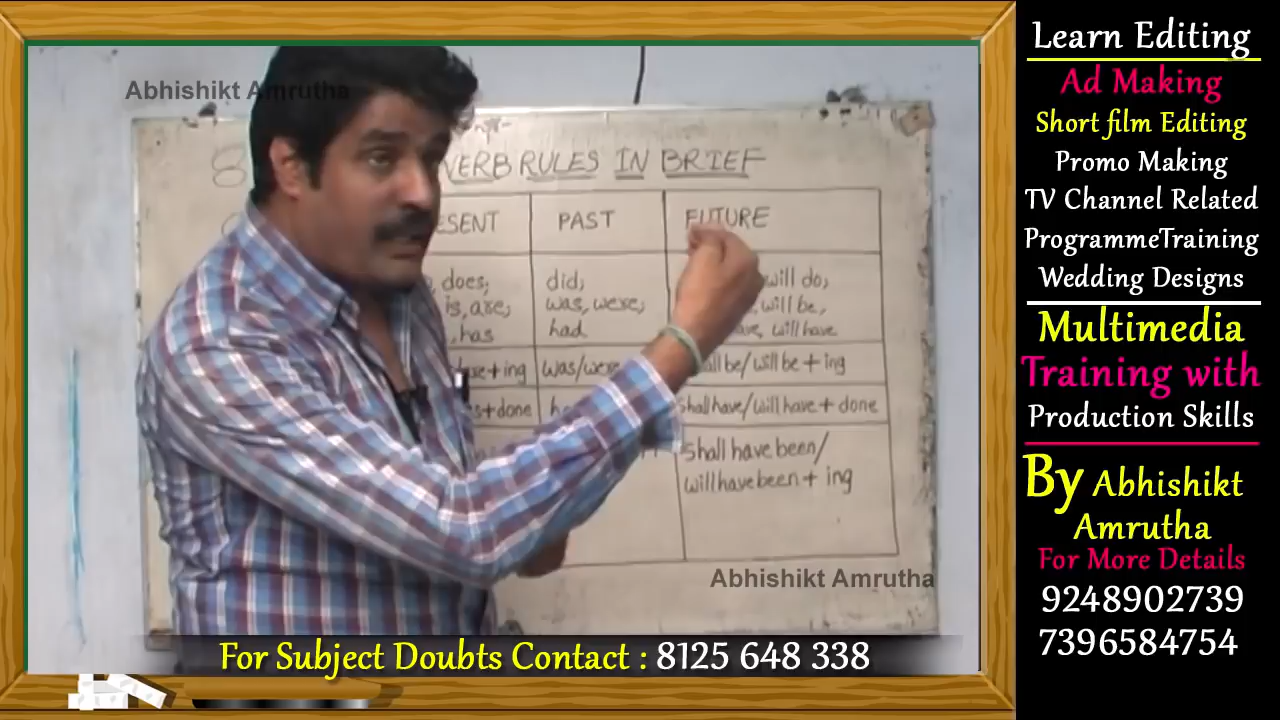 Abhishikt Amrutha
8 VERB RULES IN BRIEF
PAST
FUTURE
does,
is, are,
, has
did,
was, were,
had
will do,
, will be,
will have
+ ing
was/were
shall be/will be + ing
+ done
shall have/will have + done
shall have been/
will have been + ing
Abhishikt Amrutha
For Subject Doubts Contact : 8125 648 338
Learn Editing
Ad Making
Short film Editing
Promo Making
TV Channel Related
ProgrammeTraining
Wedding Designs
Multimedia
Training with
Production Skills
By Abhishikt
Amrutha
For More Details
9248902739
7396584754